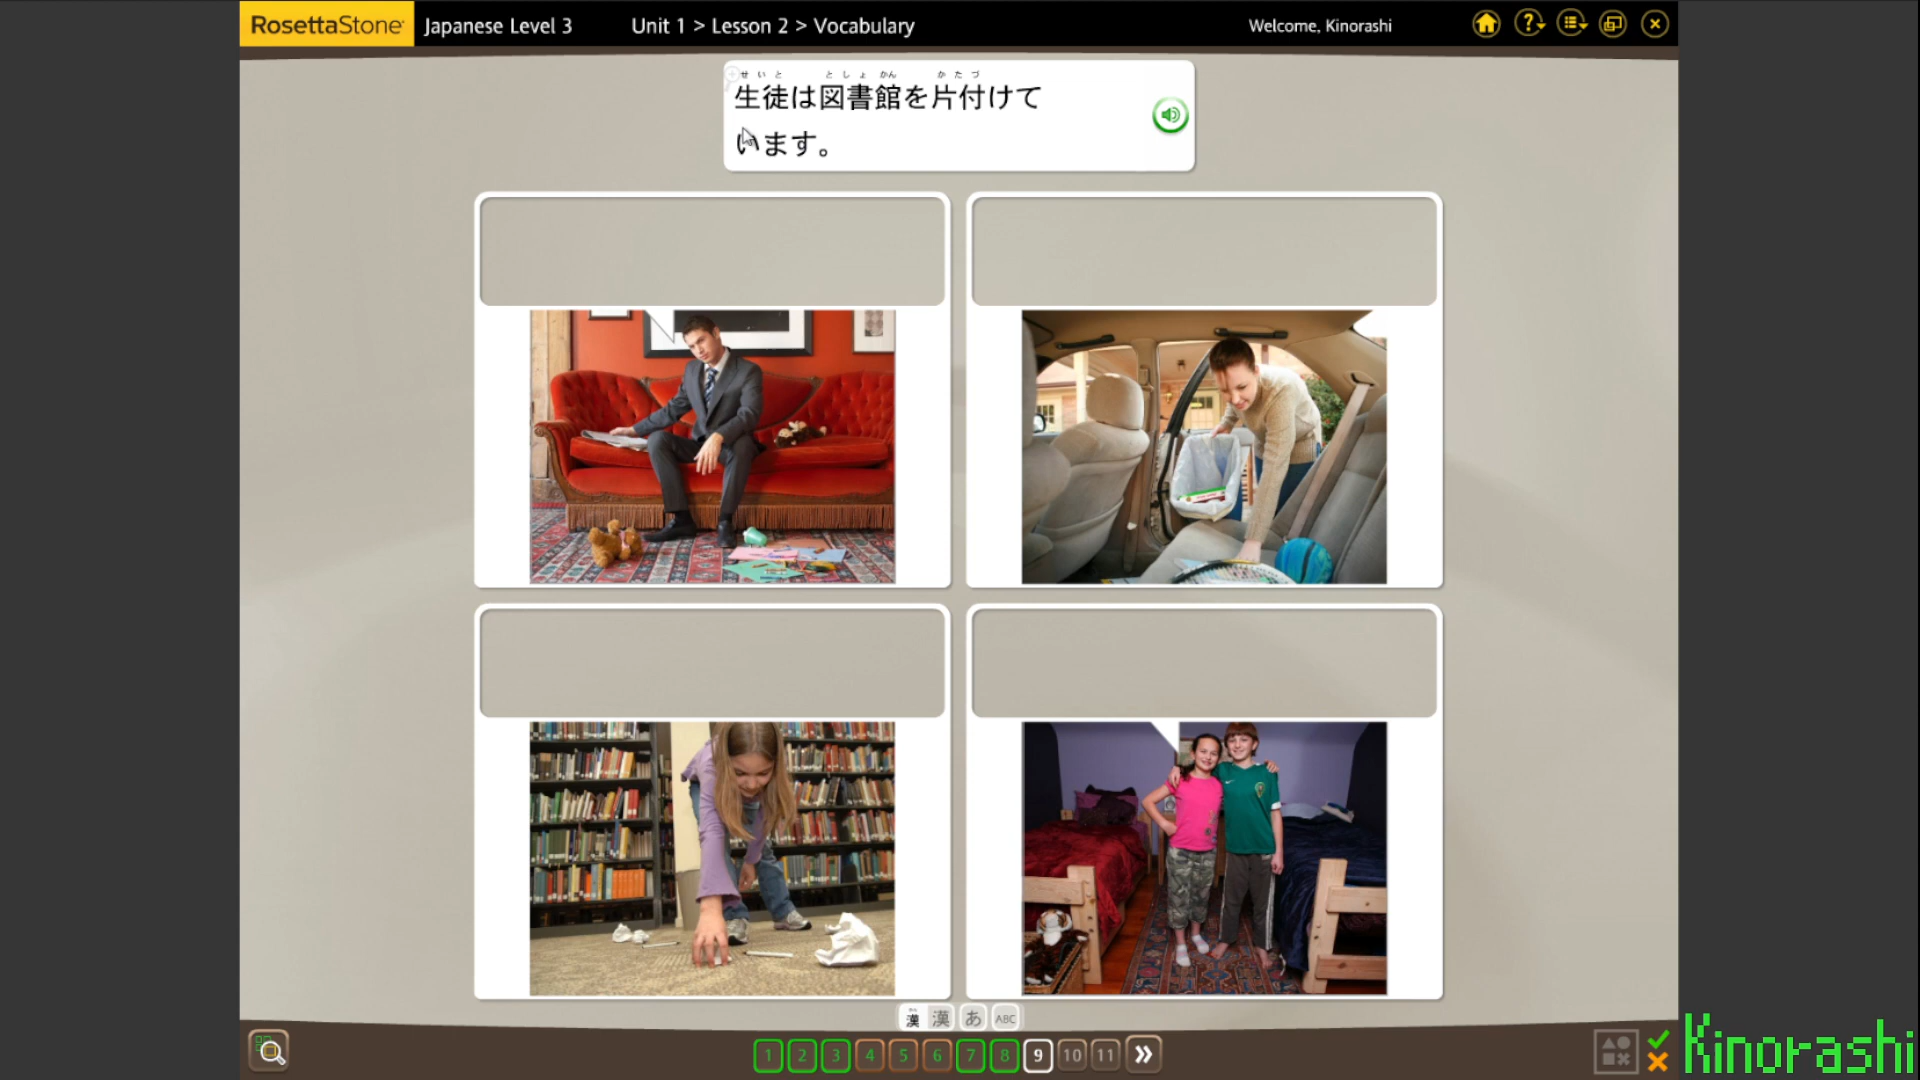 RosettaStone
Japanese Level 3
Unit 1 > Lesson 2 > Vocabulary
Welcome, Kinorashi
せいと としょかん かたづ
生徒は図書館を片付けて
います。
漢 漢 あ ABC
1 2 3 4 5 6 7 8 9 10 11
Kinorashi